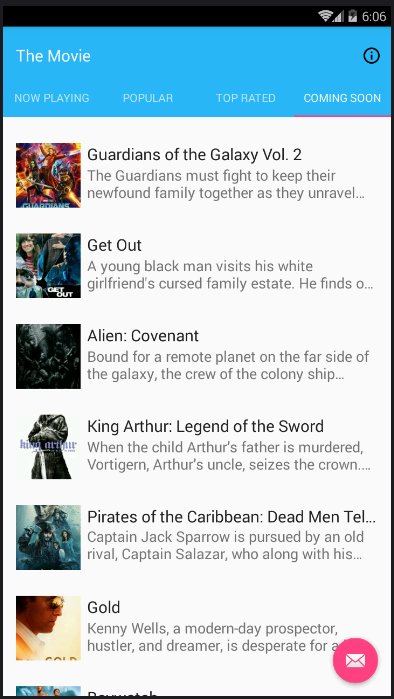 6:06
The Movie
NOW PLAYING
POPULAR
TOP RATED
COMING SOON
GUARDIANS
Guardians of the Galaxy Vol. 2
The Guardians must fight to keep their
newfound family together as they unravel…
GET
OUT
Get Out
A young black man visits his white
girlfriend's cursed family estate. He finds o…
Alien: Covenant
Bound for a remote planet on the far side of
the galaxy, the crew of the colony ship…
king arthur
King Arthur: Legend of the Sword
When the child Arthur's father is murdered,
Vortigern, Arthur's uncle, seizes the crown.…
Pirates of the Caribbean: Dead Men Tel…
Captain Jack Sparrow is pursued by an old
rival, Captain Salazar, who along with his…
GOLD
Gold
Kenny Wells, a modern-day prospector,
hustler, and dreamer, is desperate for a
Baywatch